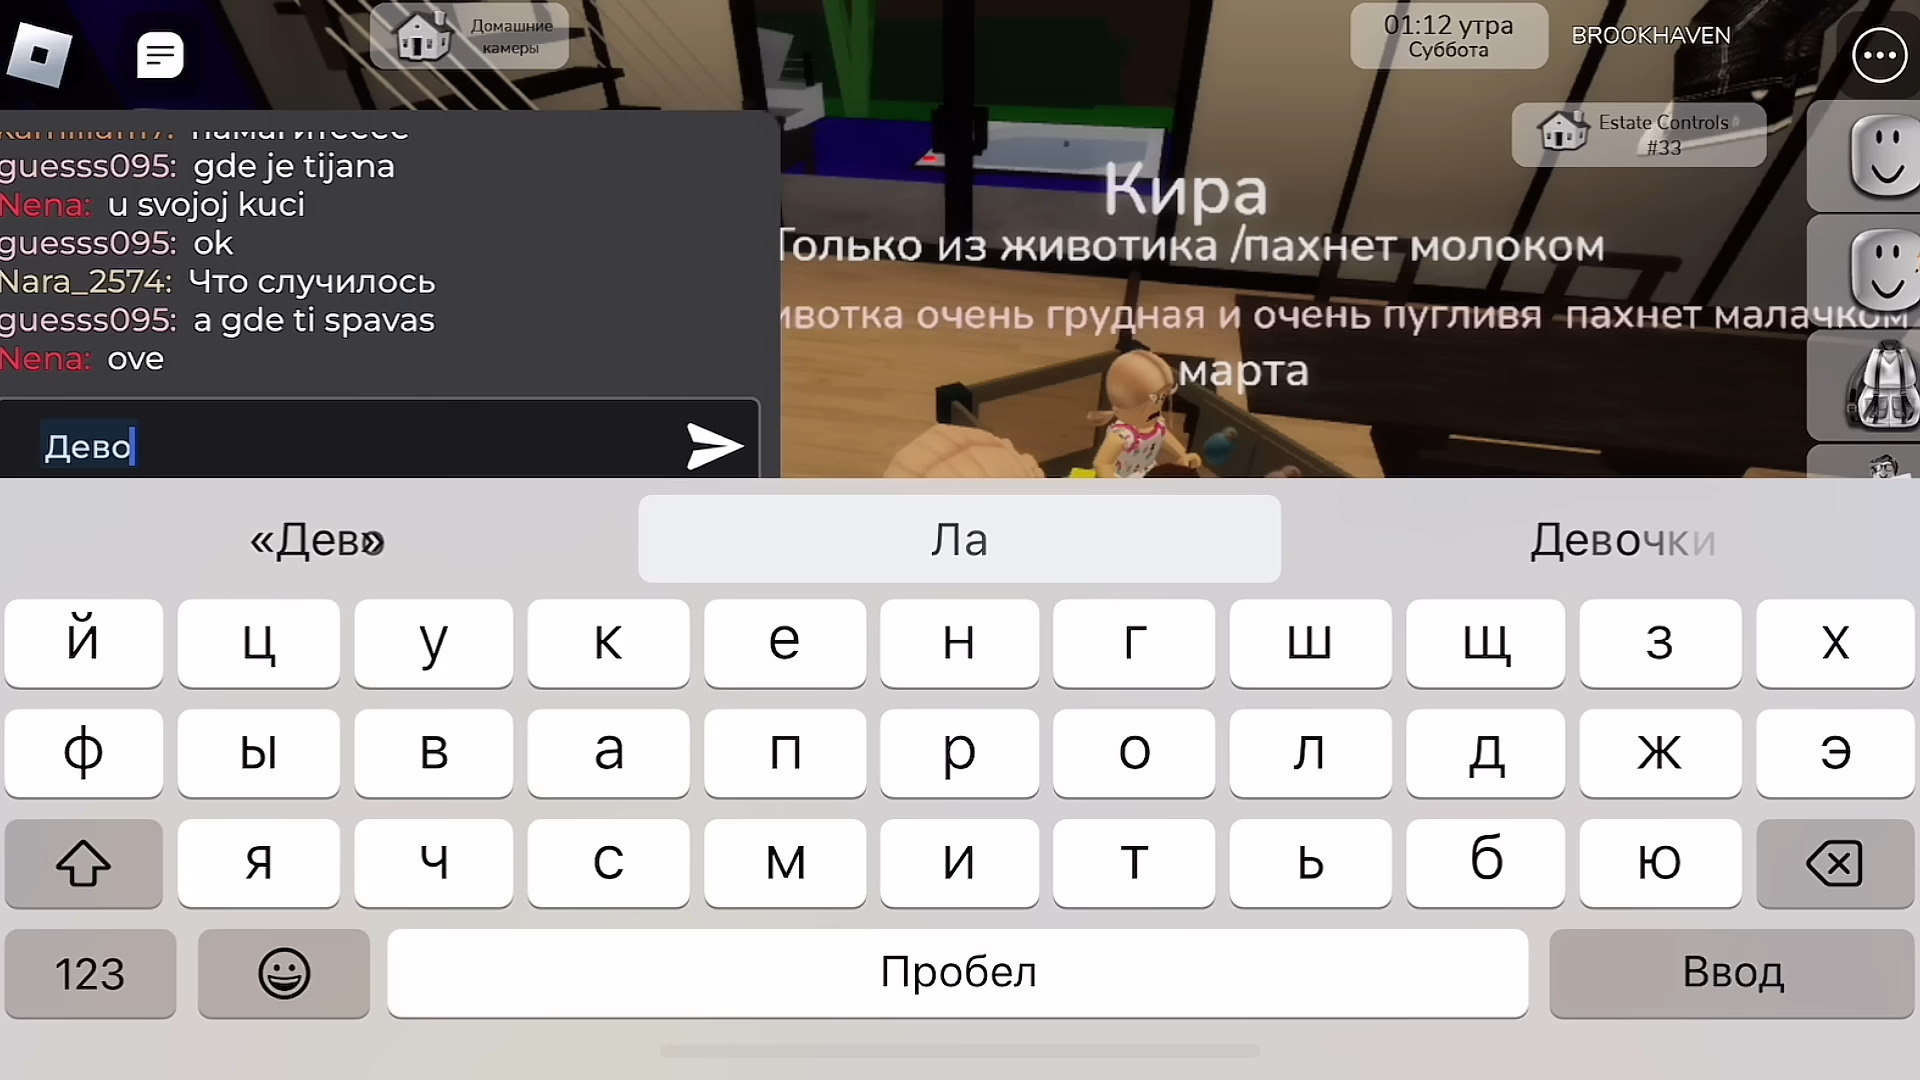 Домашние
камеры
01:12 утра
Суббота
BROOKHAVEN
Estate Controls
#33
guesss095: gde je tijana
Nena: u svojoj kuci
guesss095: ok
Nara_2574: Что случилось
guesss095: a gde ti spavas
Nena: ove
Дево
Кира
Только из животика /пахнет молоком
ивотка очень грудная и очень пугливя пахнет малачком
марта
«Дево» Ла Девочки
й ц у к е н г ш щ з х
ф ы в а п р о л д ж э
я ч с м и т ь б ю
123 Пробел Ввод